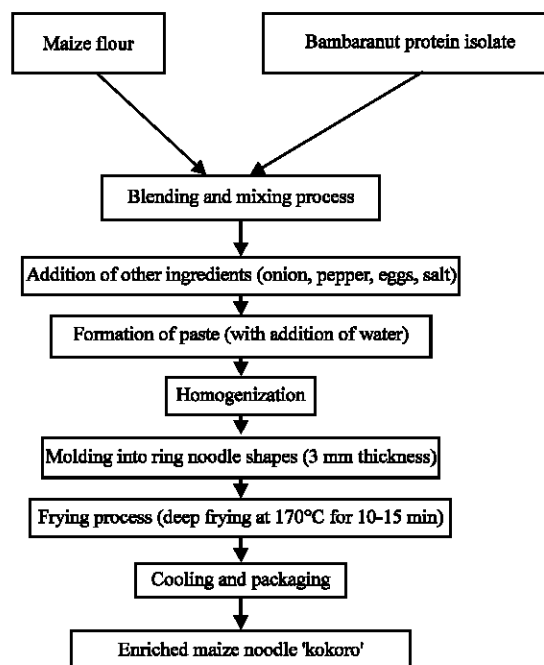 Maize flour
Bambaranut protein isolate
Blending and mixing process
Addition of other ingredients (onion, pepper, eggs, salt)
Formation of paste (with addition of water)
Homogenization
Molding into ring noodle shapes (3 mm thickness)
Frying process (deep frying at 170°C for 10-15 min)
Cooling and packaging
Enriched maize noodle 'kokoro'